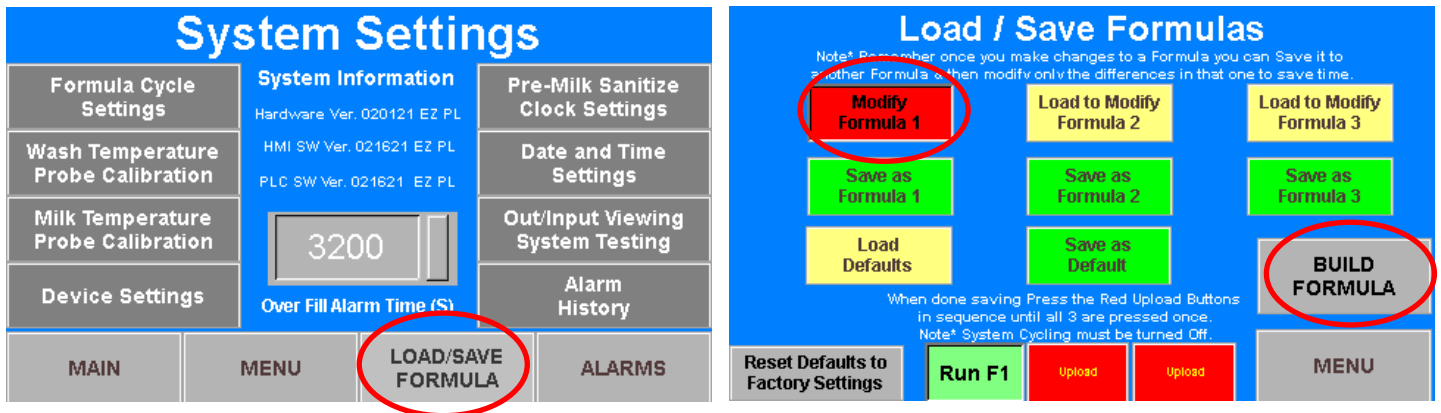 System Settings
Formula Cycle
Settings
System Information
Pre-Milk Sanitize
Clock Settings
Hardware Ver. 020121 EZ PL
Wash Temperature
Probe Calibration
HMI SW Ver. 021621 EZ PL
PLC SW Ver. 021621 EZ PL
Date and Time
Settings
Milk Temperature
Probe Calibration
3200
Out/Input Viewing
System Testing
Device Settings
Over Fill Alarm Time (S)
Alarm
History
MAIN
MENU
LOAD/SAVE
FORMULA
ALARMS
Load / Save Formulas
Note* Remember once you make changes to a Formula you can Save it to
another Formula & then modify only the differences in that one to save time.
Modify
Formula 1
Load to Modify
Formula 2
Load to Modify
Formula 3
Save as
Formula 1
Save as
Formula 2
Save as
Formula 3
Load
Defaults
Save as
Default
BUILD
FORMULA
When done saving Press the Red Upload Buttons
in sequence until all 3 are pressed once.
Note* System Cycling must be turned Off.
Reset Defaults to
Factory Settings
Run F1
Upload
Upload
MENU